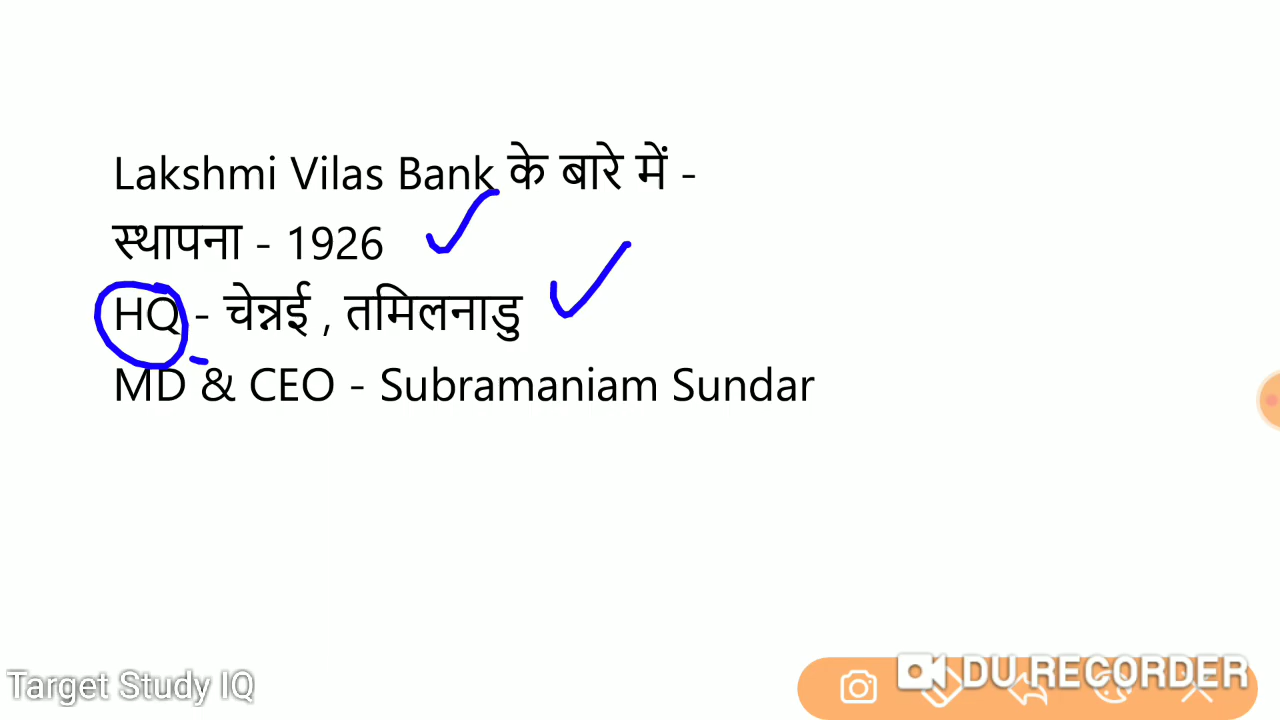 Lakshmi Vilas Bank के बारे में -
स्थापना - 1926
HQ - चेन्नई , तमिलनाडु
MD & CEO - Subramaniam Sundar
Target Study IQ
DU RECORDER